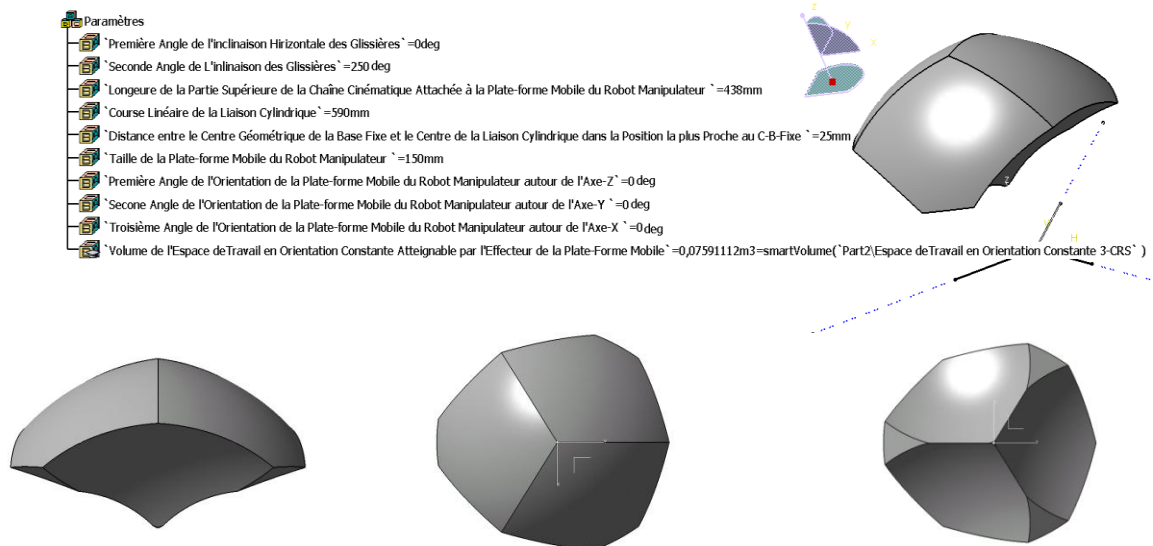 Paramètres
`Première Angle de l'inclinaison Hirizontale des Glissières`=0deg
`Seconde Angle de L'inlinaison des Glissières`=250deg
`Longeure de la Partie Supérieure de la Chaîne Cinématique Attachée à la Plate-forme Mobile du Robot Manipulateur `=438mm
`Course Linéaire de la Liaison Cylindrique`=590mm
`Distance entre le Centre Géométrique de la Base Fixe et le Centre de la Liaison Cylindrique dans la Position la plus Proche au C-B-Fixe `=25mm
`Taille de la Plate-forme Mobile du Robot Manipulateur `=150mm
`Première Angle de l'Orientation de la Plate-forme Mobile du Robot Manipulateur autour de l'Axe-Z`=0deg
`Secone Angle de l'Orientation de la Plate-forme Mobile du Robot Manipulateur autour de l'Axe-Y `=0deg
`Troisième Angle de l'Orientation de la Plate-forme Mobile du Robot Manipulateur autour de l'Axe-X `=0deg
`Volume de l'Espace deTravail en Orientation Constante Atteignable par l'Effecteur de la Plate-Forme Mobile`=0,07591112m3=smartVolume(`Part2\Espace deTravail en Orientation Constante 3-CRS` )
z
y
x
Z
H